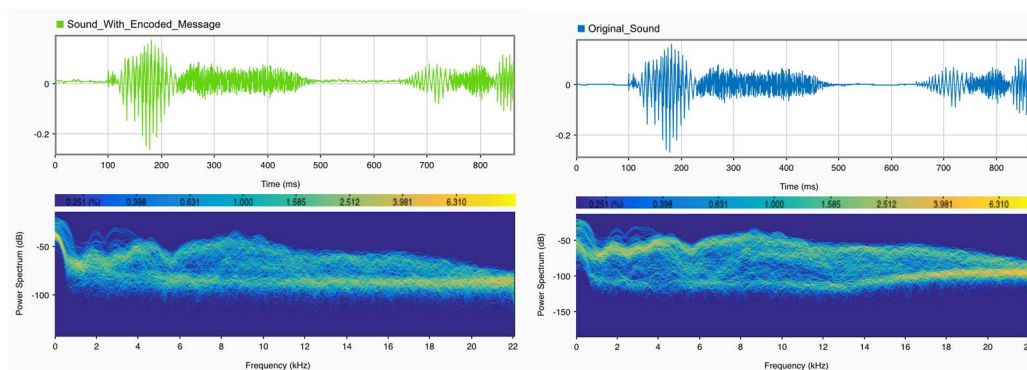 Sound_With_Encoded_Message
0
-0.2
0 100 200 300 400 500 600 700 800
Time (ms)
0.251 (%) 0.398 0.631 1.000 1.585 2.512 3.981 6.310
Power Spectrum (dB)
-50
-100
0 2 4 6 8 10 12 14 16 18 20 22
Frequency (kHz)
Original_Sound
0
-0.2
0 100 200 300 400 500 600 700 800
Time (ms)
0.251 (%) 0.398 0.631 1.000 1.585 2.512 3.981 6.310
Power Spectrum (dB)
-50
-100
-150
0 2 4 6 8 10 12 14 16 18 20 22
Frequency (kHz)